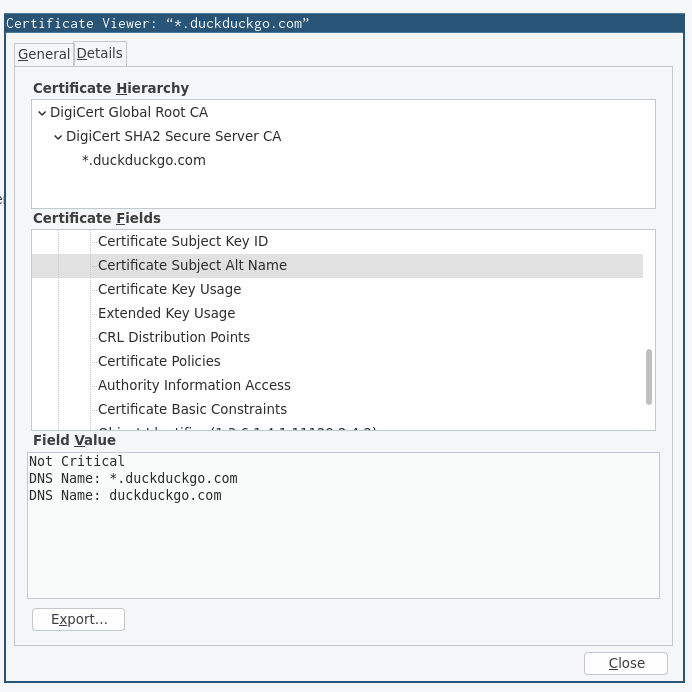 Certificate Viewer: “*.duckduckgo.com”
General Details
Certificate Hierarchy
DigiCert Global Root CA
DigiCert SHA2 Secure Server CA
*.duckduckgo.com
Certificate Fields
Certificate Subject Key ID
Certificate Subject Alt Name
Certificate Key Usage
Extended Key Usage
CRL Distribution Points
Certificate Policies
Authority Information Access
Certificate Basic Constraints
Field Value
Not Critical
DNS Name: *.duckduckgo.com
DNS Name: duckduckgo.com
Export…
Close